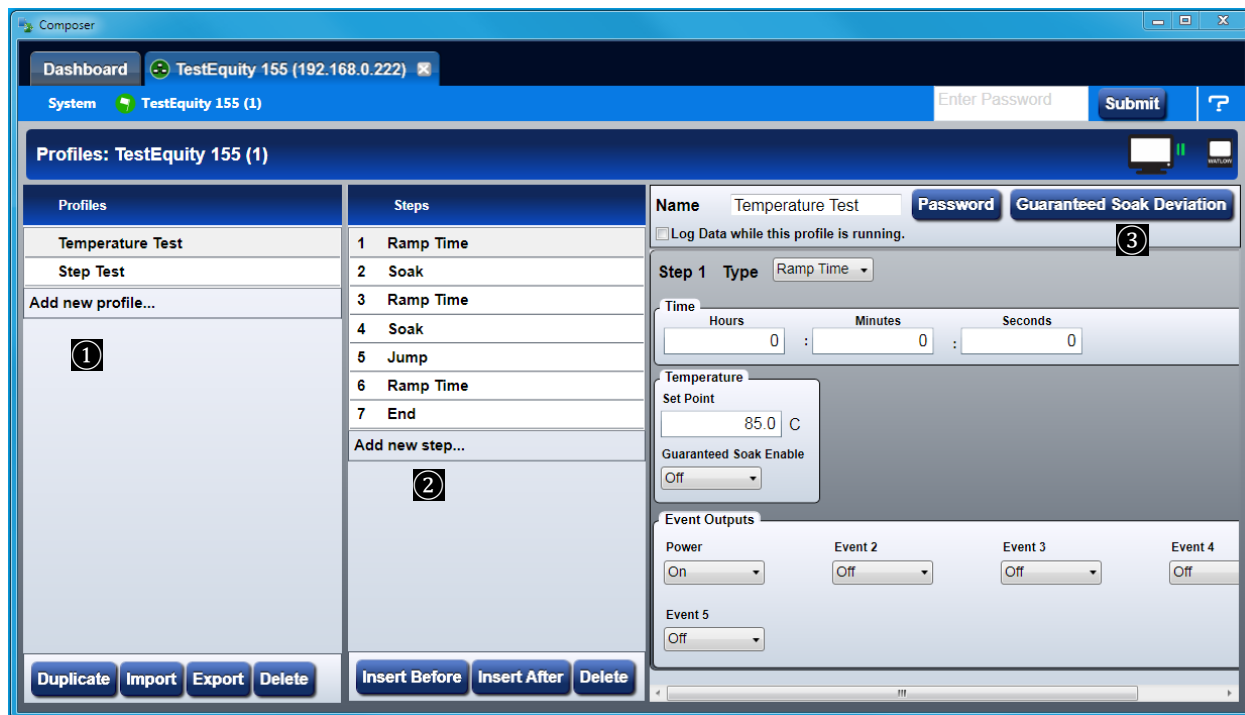 Composer
Dashboard
TestEquity 155 (192.168.0.222)
System TestEquity 155 (1) Enter Password Submit ?
Profiles: TestEquity 155 (1)
WATLOW
Profiles
Temperature Test
Step Test
Add new profile...
1
Duplicate Import Export Delete
Steps
1 Ramp Time
2 Soak
3 Ramp Time
4 Soak
5 Jump
6 Ramp Time
7 End
Add new step...
2
Insert Before Insert After Delete
Name Temperature Test Password Guaranteed Soak Deviation
Log Data while this profile is running.
3
Step 1 Type Ramp Time
Time
Hours Minutes Seconds
0 : 0 : 0
Temperature
Set Point
85.0 C
Guaranteed Soak Enable
Off
Event Outputs
Power Event 2 Event 3 Event 4
On Off Off Off
Event 5
Off